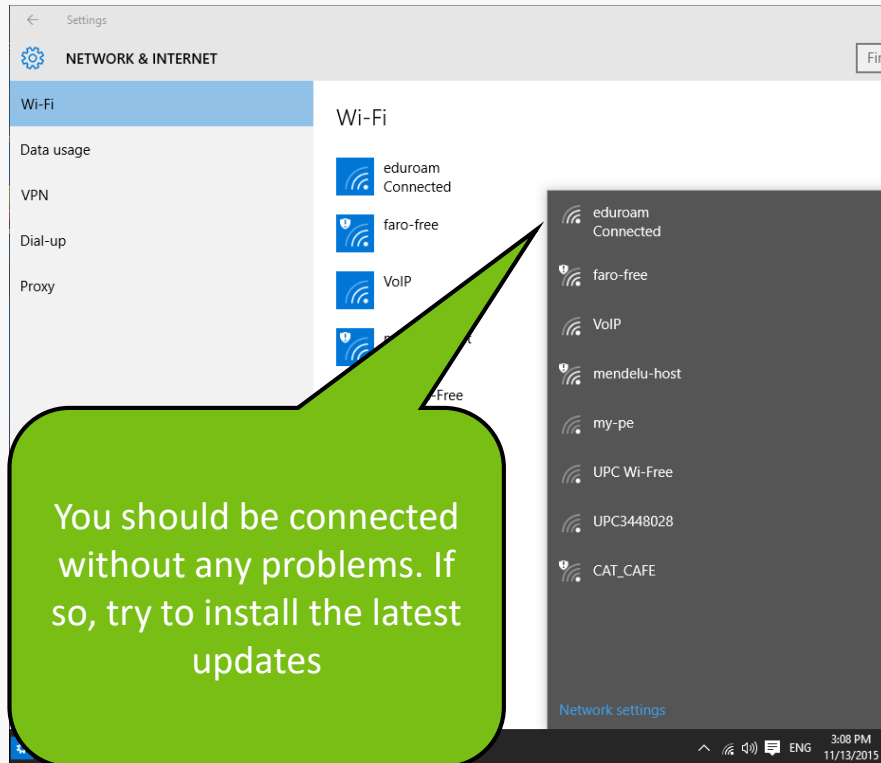 Settings
NETWORK & INTERNET
Wi-Fi
Data usage
VPN
Dial-up
Proxy
Wi-Fi
eduroam
Connected
faro-free
VoIP
-Free
eduroam
Connected
faro-free
VoIP
mendelu-host
my-pe
UPC Wi-Free
UPC3448028
CAT_CAFE
Network settings
You should be connected
without any problems. If
so, try to install the latest
updates
ENG
3:08 PM
11/13/2015